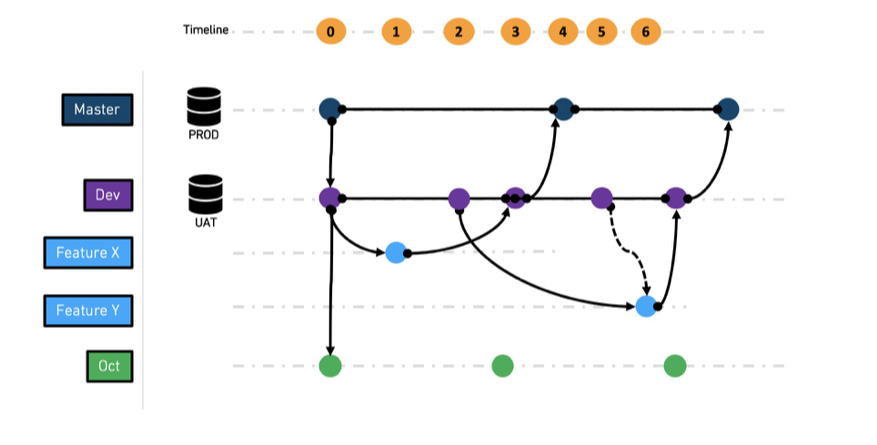 Timeline
0 1 2 3 4 5 6
Master
PROD
Dev
UAT
Feature X
Feature Y
Oct